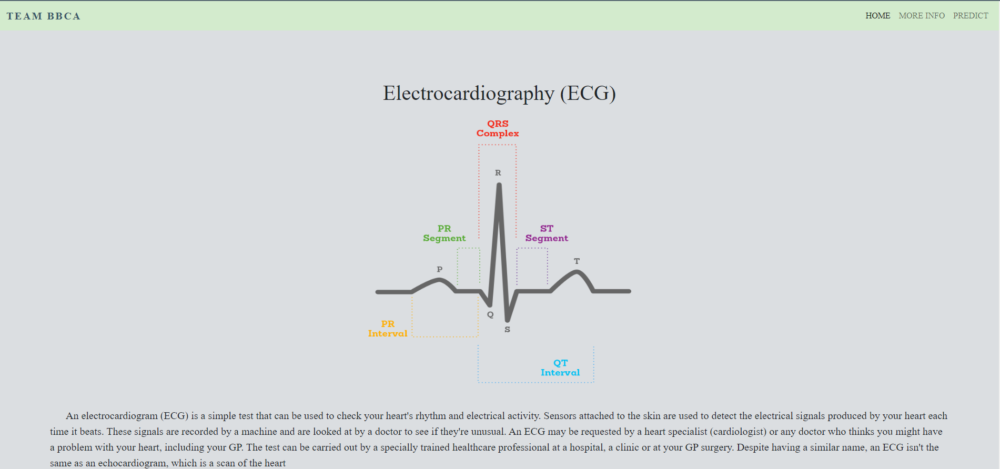 TEAM BBCA
HOME MORE INFO PREDICT
Electrocardiography (ECG)
QRS
Complex
R
PR
Segment
ST
Segment
P
T
Q
S
PR
Interval
QT
Interval
An electrocardiogram (ECG) is a simple test that can be used to check your heart's rhythm and electrical activity. Sensors attached to the skin are used to detect the electrical signals produced by your heart each
time it beats. These signals are recorded by a machine and are looked at by a doctor to see if they're unusual. An ECG may be requested by a heart specialist (cardiologist) or any doctor who thinks you might have
a problem with your heart, including your GP. The test can be carried out by a specially trained healthcare professional at a hospital, a clinic or at your GP surgery. Despite having a similar name, an ECG isn't the
same as an echocardiogram, which is a scan of the heart